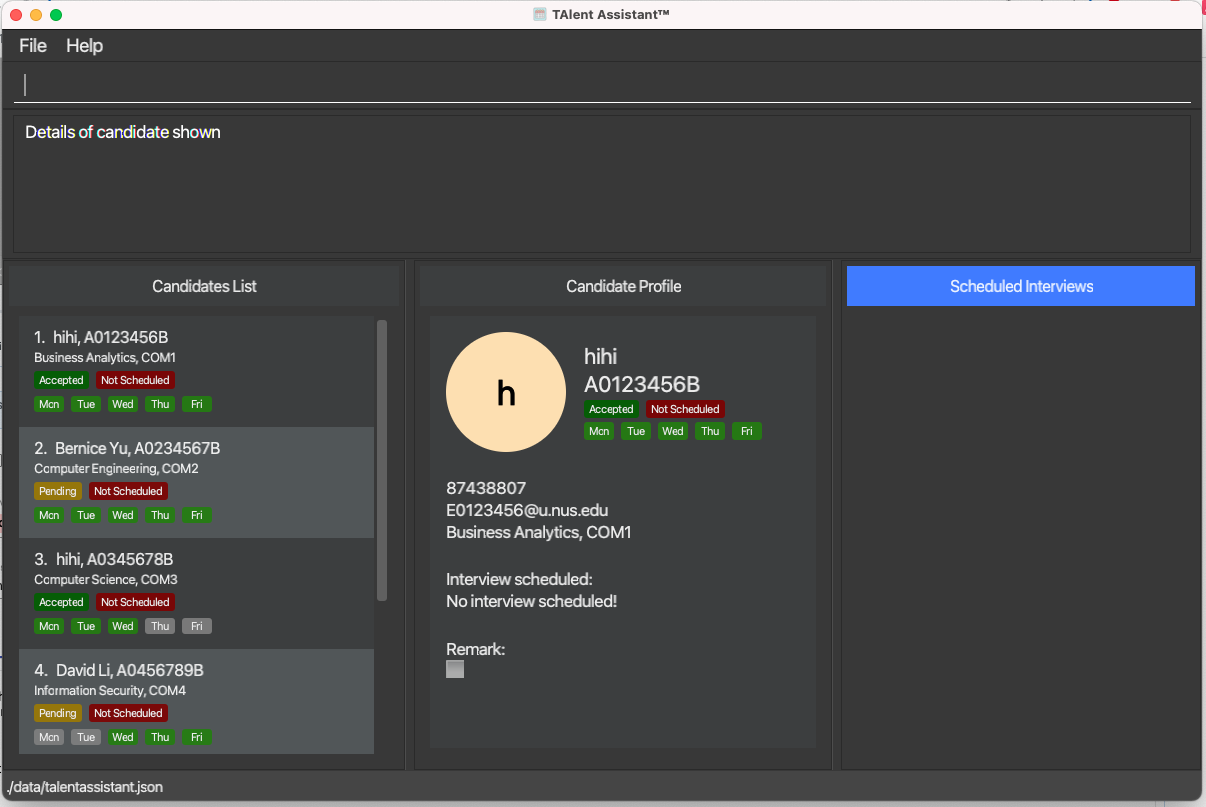 TAlent Assistant™
File Help
Details of candidate shown
Candidates List
1. hihi, A0123456B
Business Analytics, COM1
Accepted Not Scheduled
Mon Tue Wed Thu Fri
2. Bernice Yu, A0234567B
Computer Engineering, COM2
Pending Not Scheduled
Mon Tue Wed Thu Fri
3. hihi, A0345678B
Computer Science, COM3
Accepted Not Scheduled
Mon Tue Wed Thu Fri
4. David Li, A0456789B
Information Security, COM4
Pending Not Scheduled
Mon Tue Wed Thu Fri
Candidate Profile
h
hihi
A0123456B
Accepted Not Scheduled
Mon Tue Wed Thu Fri
87438807
E0123456@u.nus.edu
Business Analytics, COM1
Interview scheduled:
No interview scheduled!
Remark:
Scheduled Interviews
./data/talentassistant.json